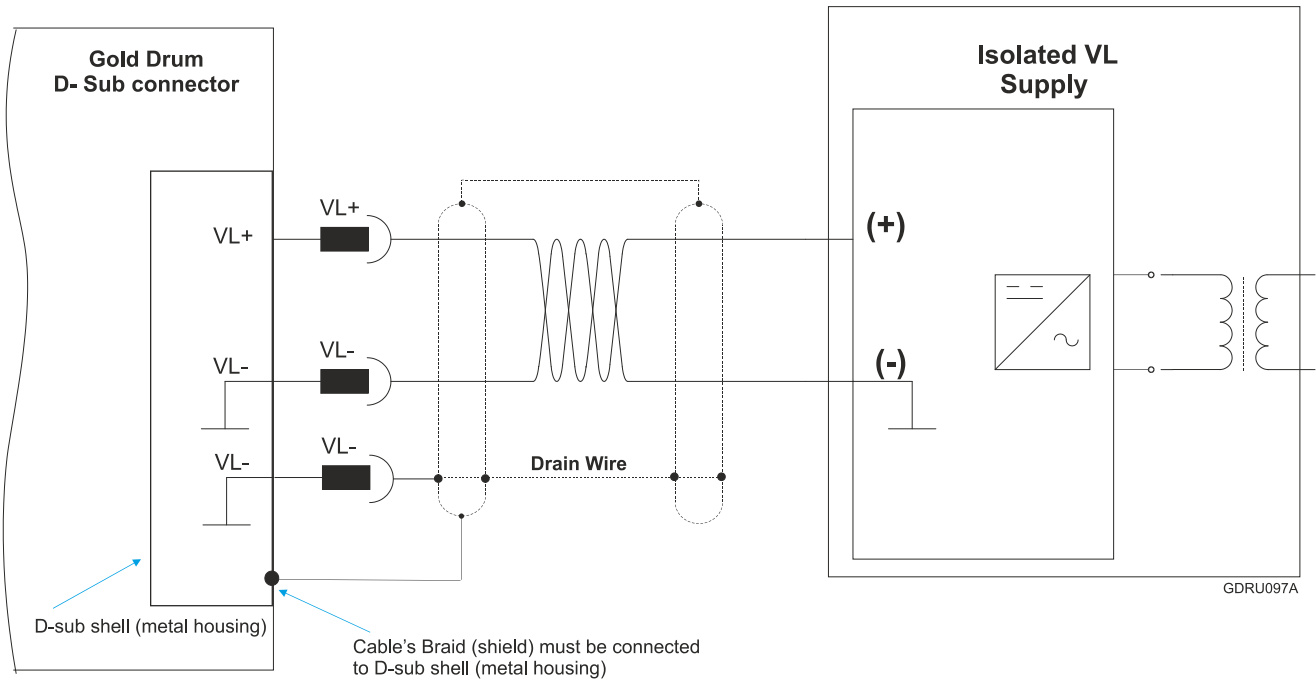 Gold Drum
D- Sub connector
Isolated VL
Supply
VL+
VL+
(+)
VL-
VL-
(-)
VL-
VL-
Drain Wire
GDRU097A
D-sub shell (metal housing)
Cable's Braid (shield) must be connected
to D-sub shell (metal housing)